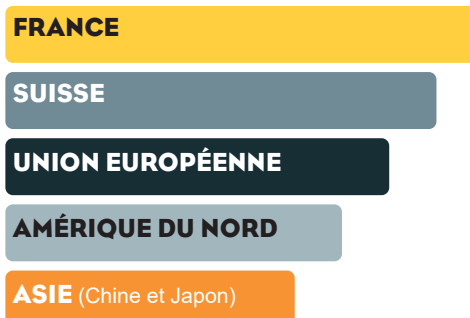 FRANCE
SUISSE
UNION EUROPÉENNE
AMÉRIQUE DU NORD
ASIE (Chine et Japon)